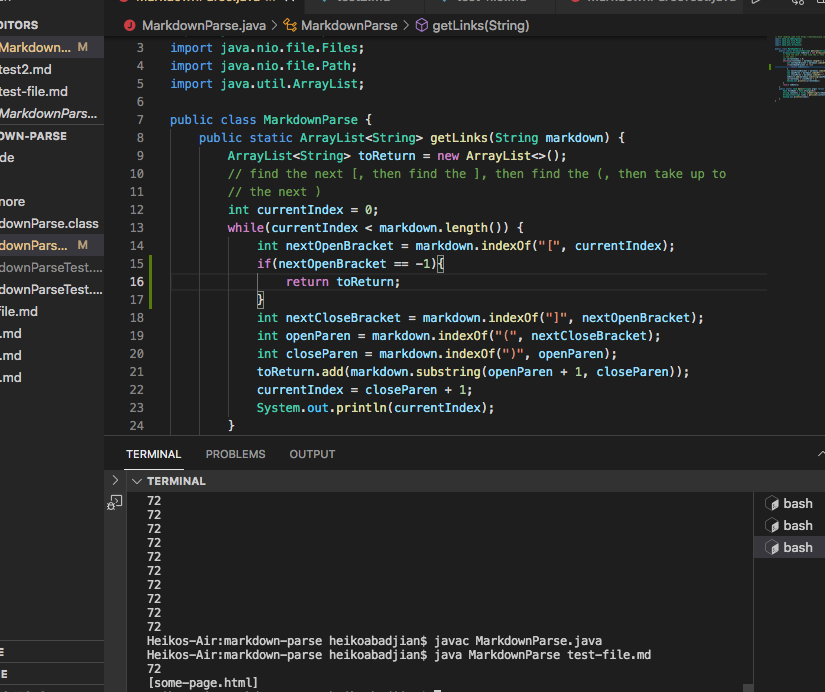 DITORS
Markdown... M
test2.md
test-file.md
MarkdownPars...
OWN-PARSE
de
nore
downParse.class
downPars... M
downParseTest....
downParseTest....
file.md
.md
.md
.md
MarkdownParse.java > MarkdownParse > getLinks(String)
3 import java.nio.file.Files;
4 import java.nio.file.Path;
5 import java.util.ArrayList;
6
7 public class MarkdownParse {
8 public static ArrayList<String> getLinks(String markdown) {
9 ArrayList<String> toReturn = new ArrayList<>();
10 // find the next [, then find the ], then find the (, then take up to
11 // the next )
12 int currentIndex = 0;
13 while(currentIndex < markdown.length()) {
14 int nextOpenBracket = markdown.indexOf("[", currentIndex);
15 if(nextOpenBracket == -1){
16 return toReturn;
17 }
18 int nextCloseBracket = markdown.indexOf("]", nextOpenBracket);
19 int openParen = markdown.indexOf("(", nextCloseBracket);
20 int closeParen = markdown.indexOf(")", openParen);
21 toReturn.add(markdown.substring(openParen + 1, closeParen));
22 currentIndex = closeParen + 1;
23 System.out.println(currentIndex);
24 }
TERMINAL PROBLEMS OUTPUT
TERMINAL
72
72
72
72
72
72
72
72
72
72
Heikos-Air:markdown-parse heikoabadjian$ javac MarkdownParse.java
Heikos-Air:markdown-parse heikoabadjian$ java MarkdownParse test-file.md
72
[some-page.html]
bash
bash
bash
E
E